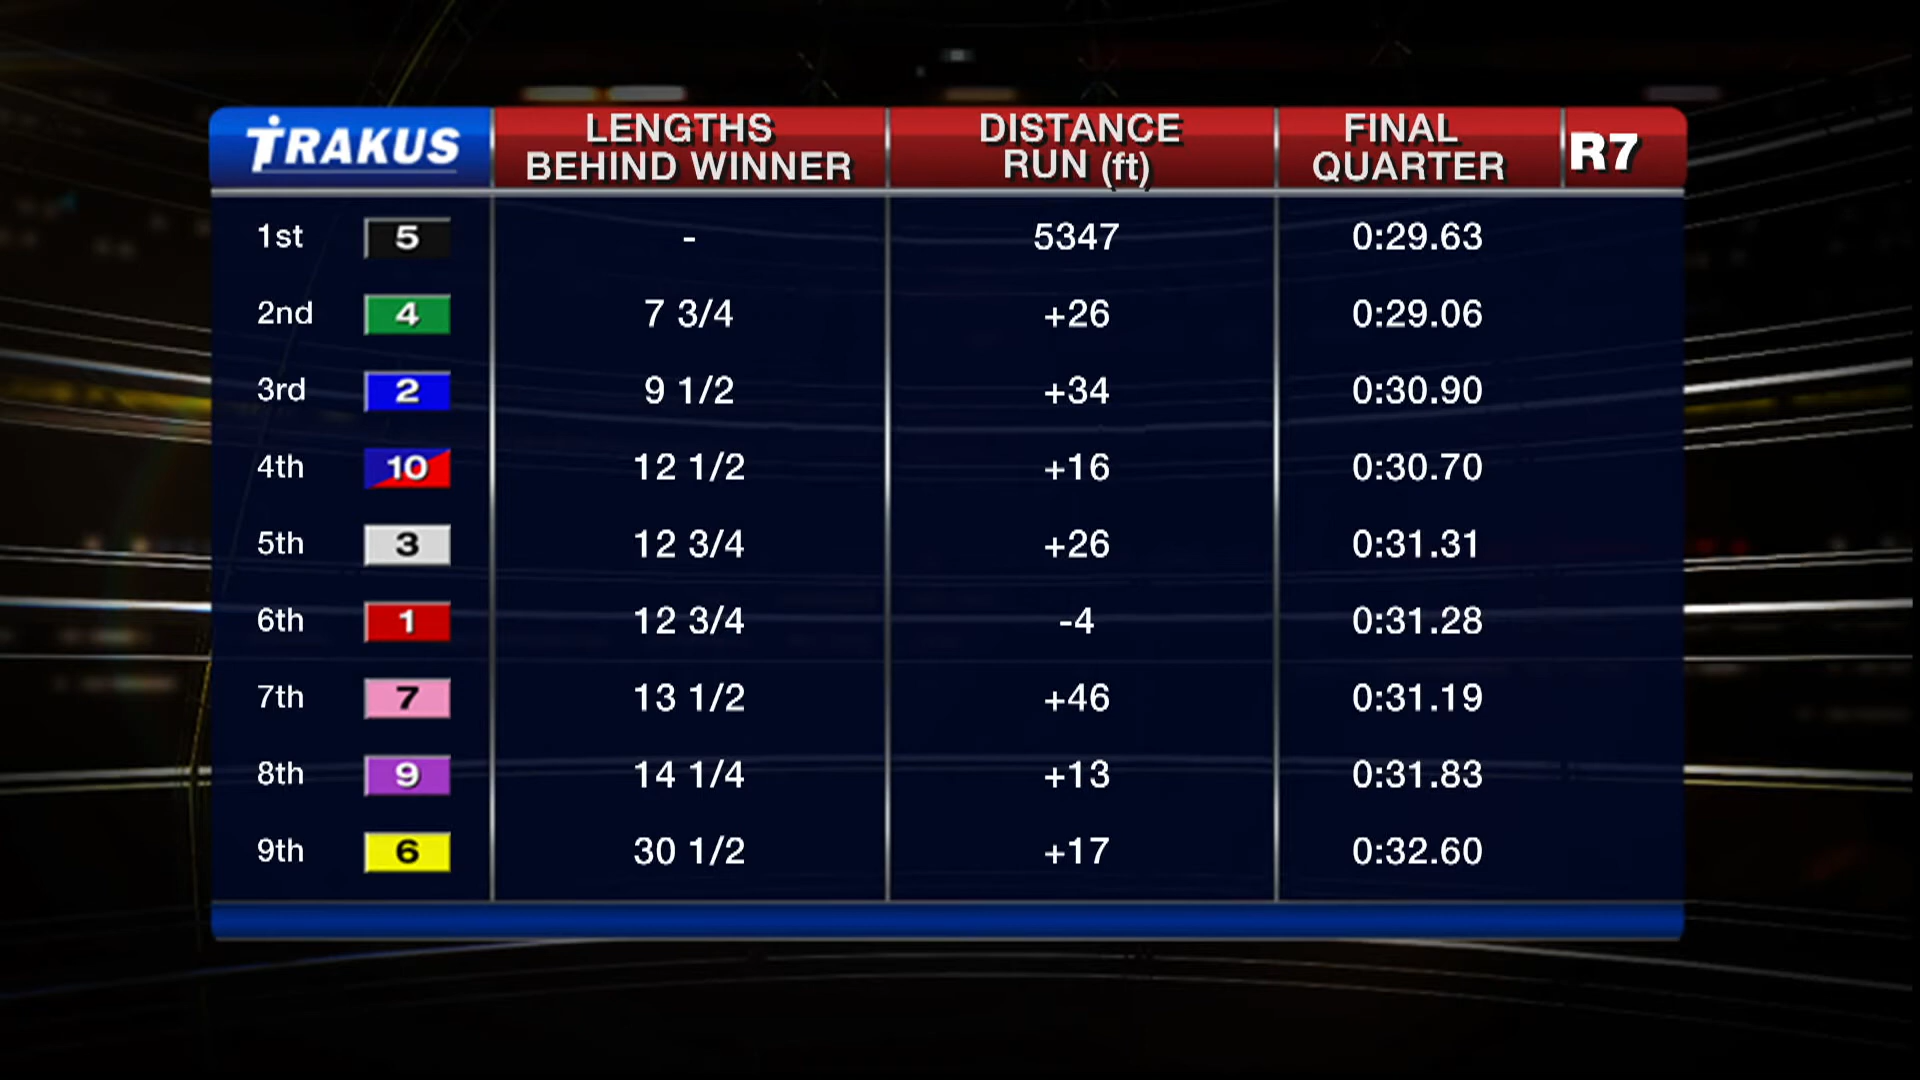 TRAKUS LENGTHS BEHIND WINNER DISTANCE RUN (ft) FINAL QUARTER R7
1st 5 - 5347 0:29.63
2nd 4 7 3/4 +26 0:29.06
3rd 2 9 1/2 +34 0:30.90
4th 10 12 1/2 +16 0:30.70
5th 3 12 3/4 +26 0:31.31
6th 1 12 3/4 -4 0:31.28
7th 7 13 1/2 +46 0:31.19
8th 9 14 1/4 +13 0:31.83
9th 6 30 1/2 +17 0:32.60